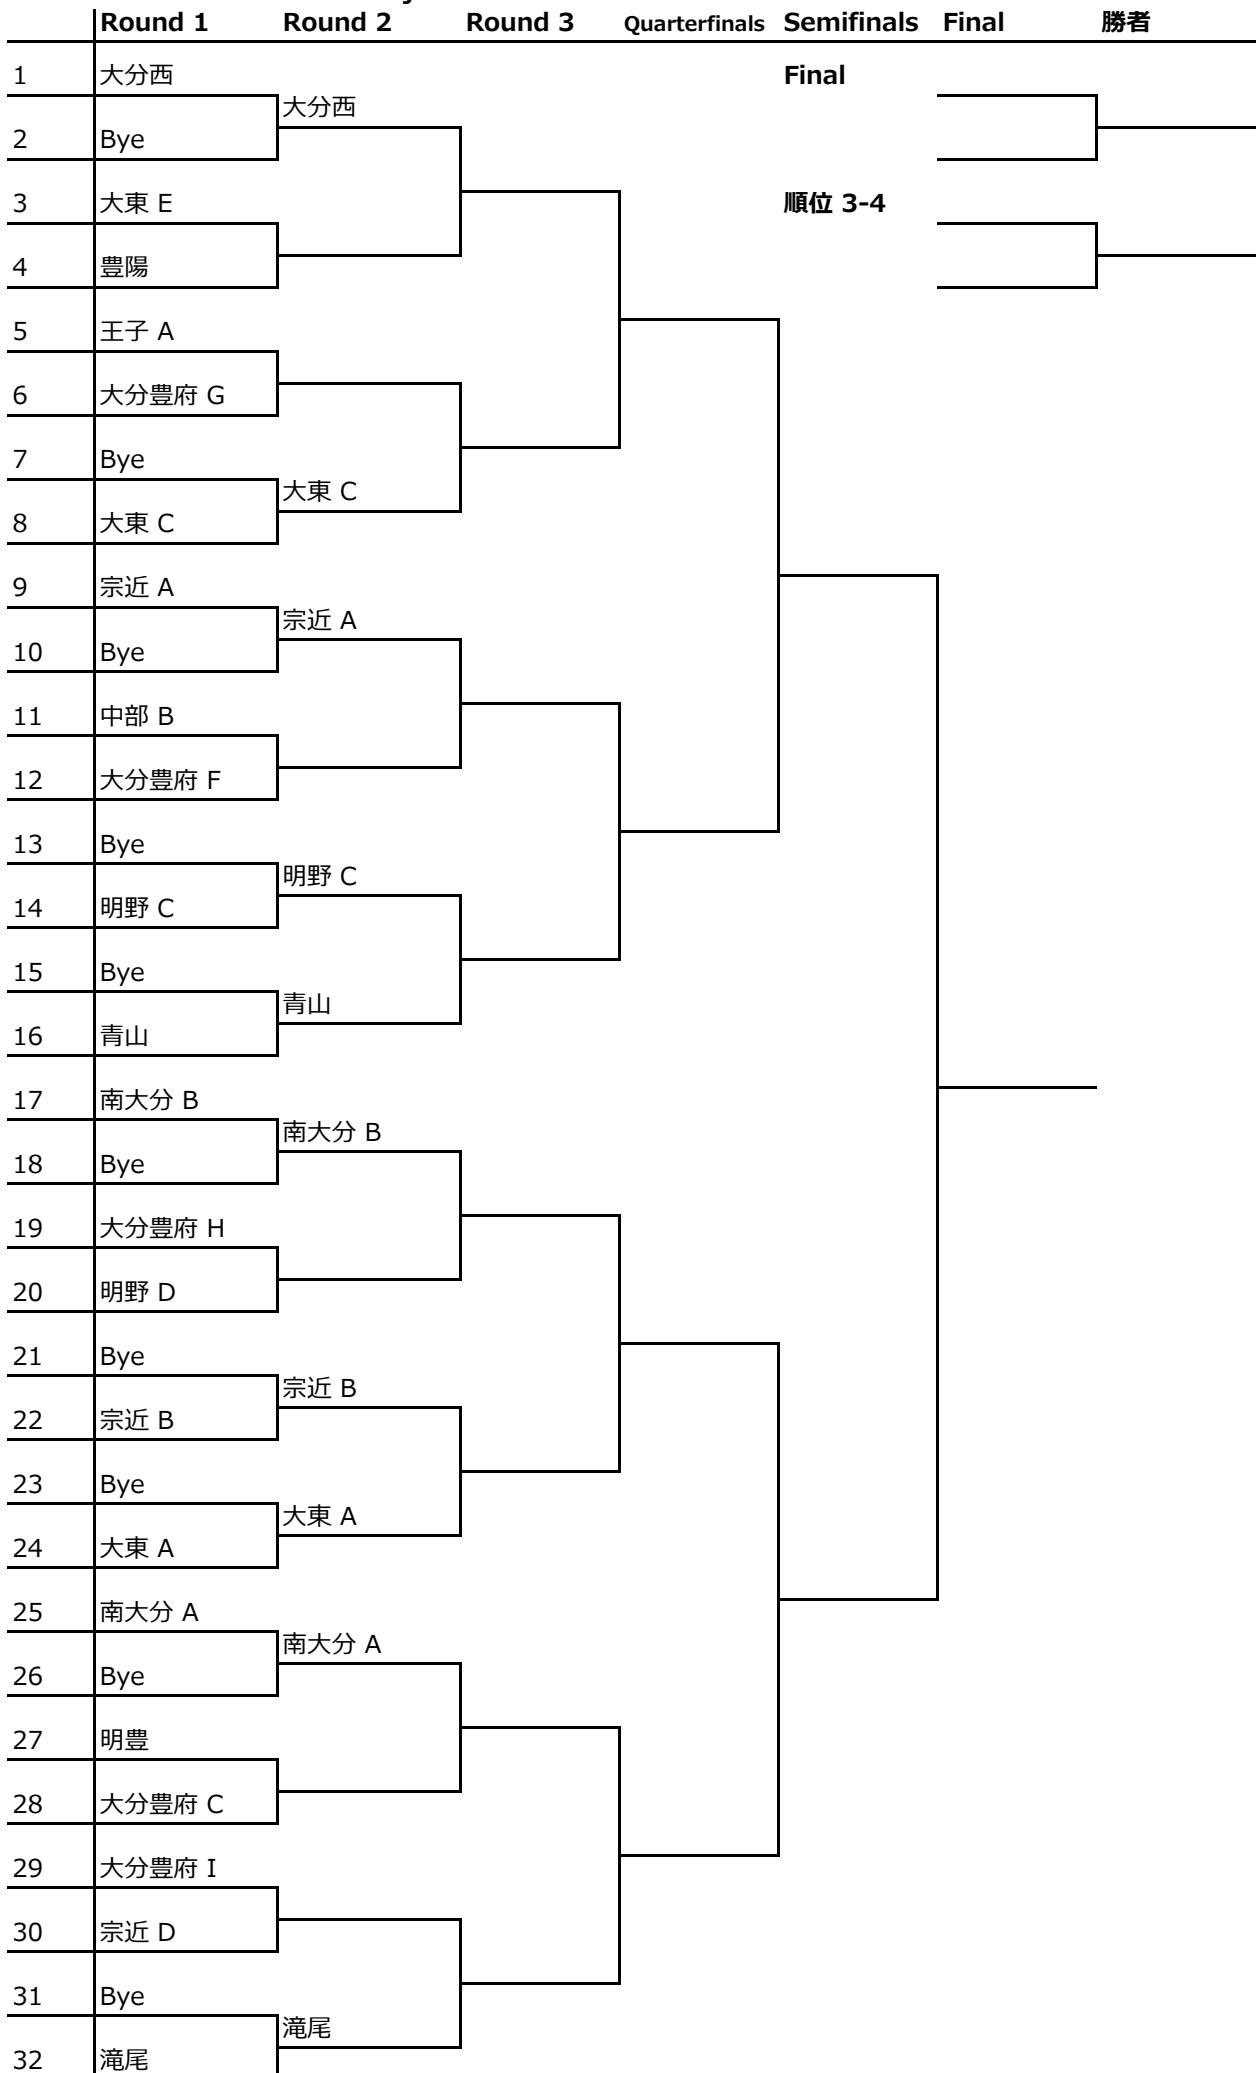 Round 1 Round 2 Round 3 Quarterfinals Semifinals Final 勝者
1 大分西 Final
大分西
2 Bye
3 大東 E 順位 3-4
4 豊陽
5 王子 A
6 大分豊府 G
7 Bye
大東 C
8 大東 C
9 宗近 A
宗近 A
10 Bye
11 中部 B
12 大分豊府 F
13 Bye
明野 C
14 明野 C
15 Bye
青山
16 青山
17 南大分 B
南大分 B
18 Bye
19 大分豊府 H
20 明野 D
21 Bye
宗近 B
22 宗近 B
23 Bye
大東 A
24 大東 A
25 南大分 A
南大分 A
26 Bye
27 明豊
28 大分豊府 C
29 大分豊府 I
30 宗近 D
31 Bye
滝尾
32 滝尾